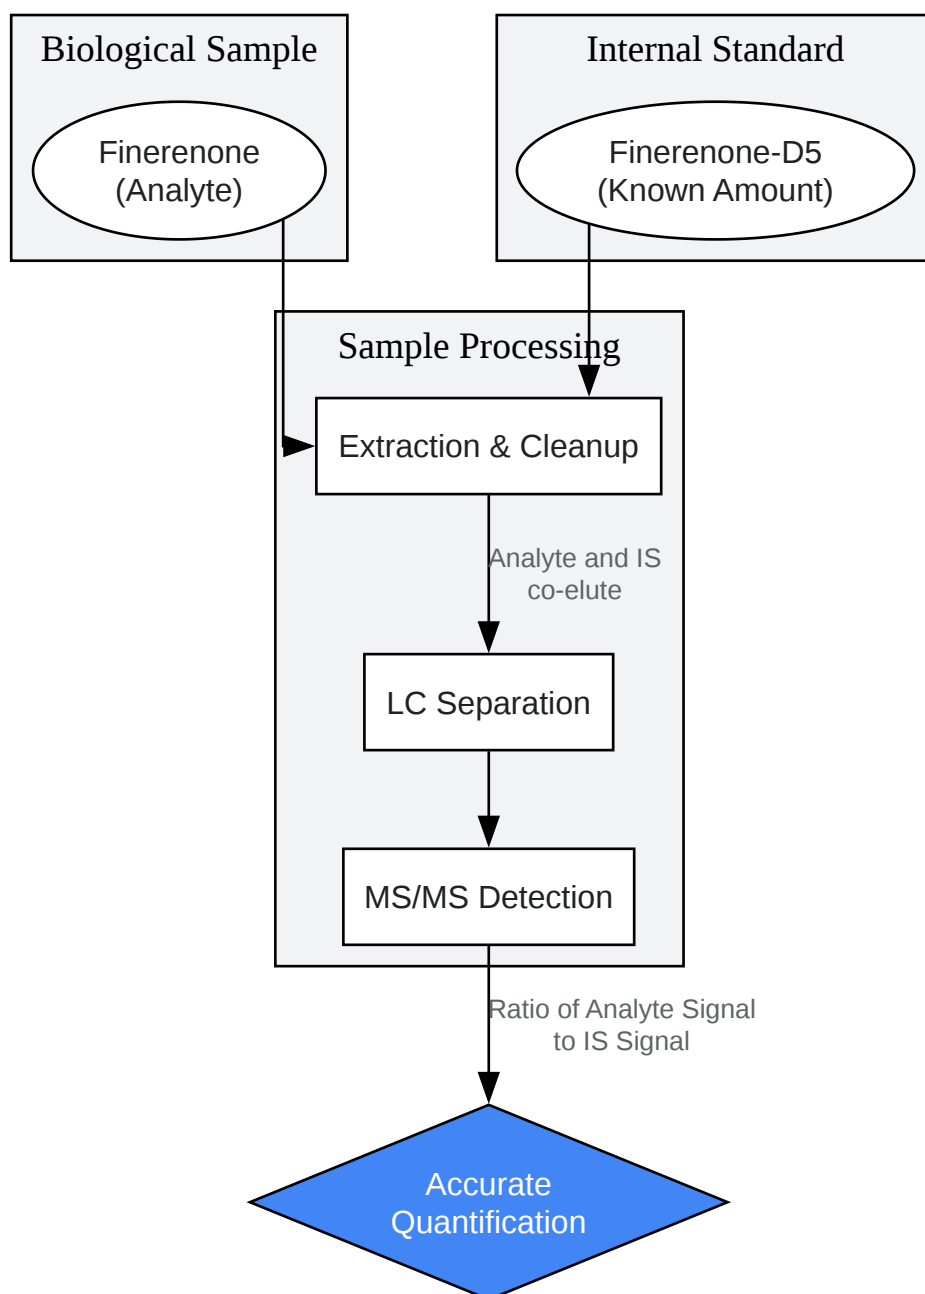 Biological Sample
Internal Standard
Finerenone
(Analyte)
Finerenone-D5
(Known Amount)
Sample Processing
Extraction & Cleanup
Analyte and IS
co-elute
LC Separation
MS/MS Detection
Ratio of Analyte Signal
to IS Signal
Accurate
Quantification